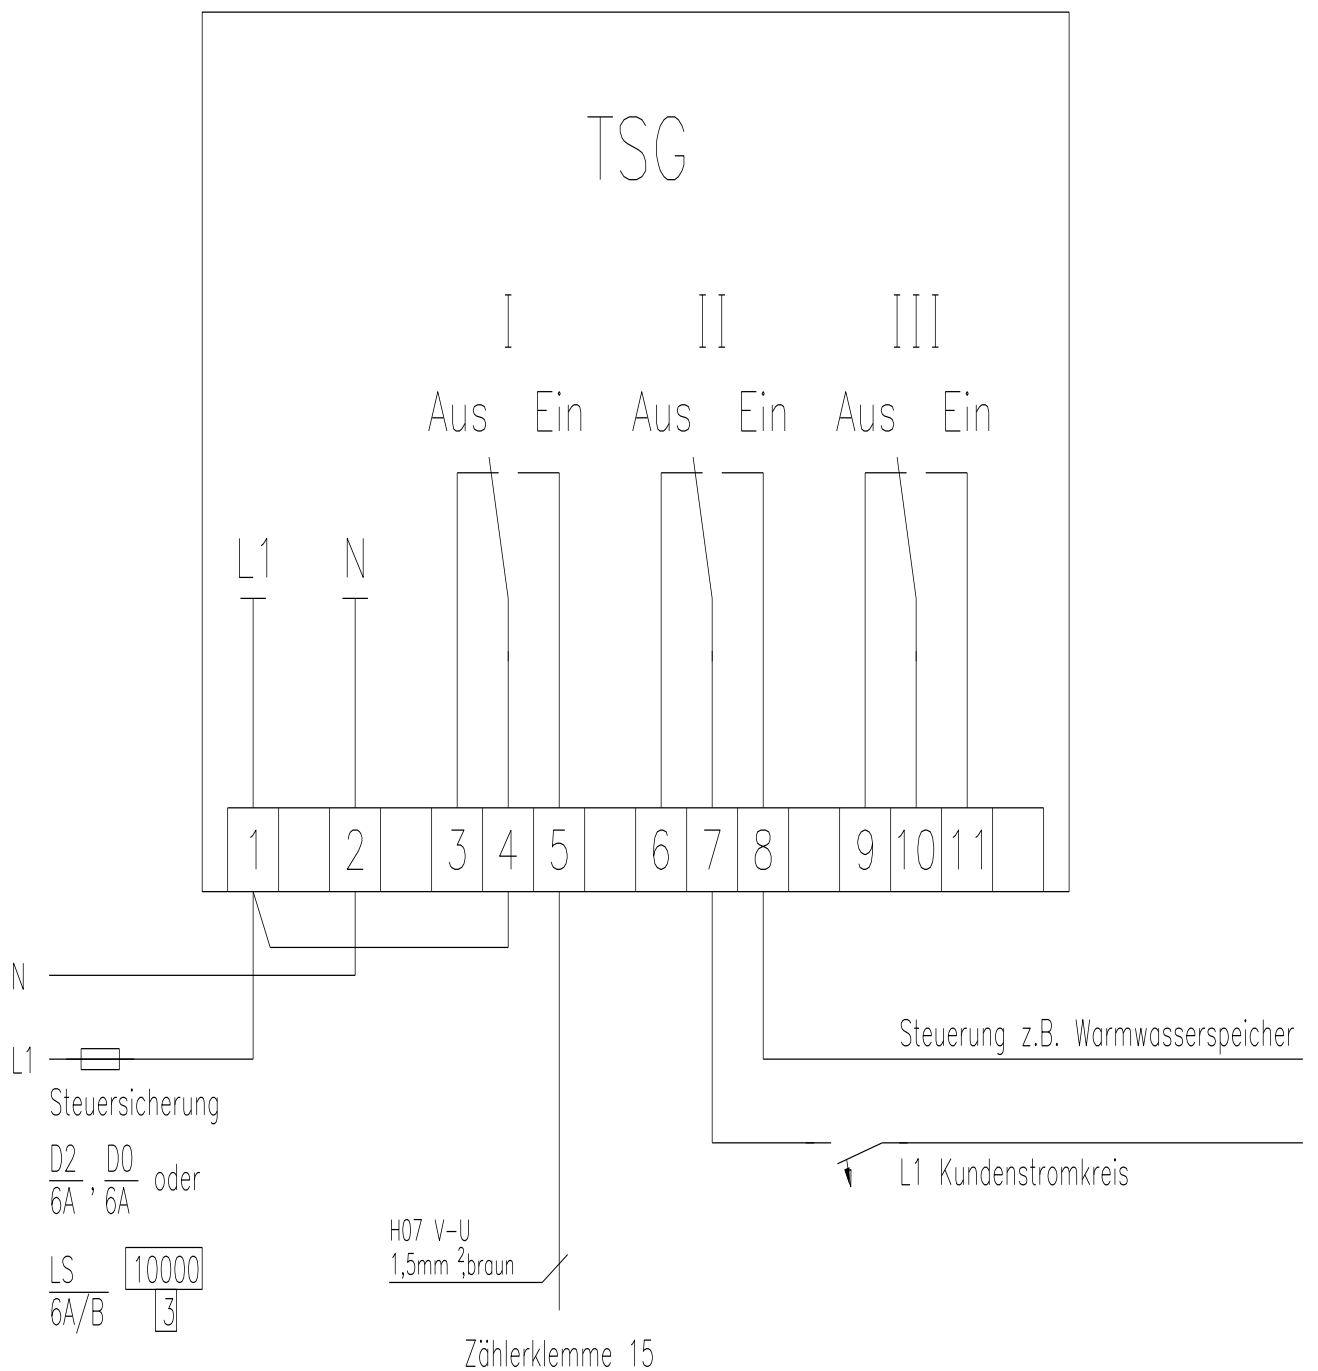 TSG
I II III
Aus Ein Aus Ein Aus Ein
L1 N
1 2 3 4 5 6 7 8 9 10 11
N
Steuerung z.B. Warmwasserspeicher
L1
Steuersicherung
L1 Kundenstromkreis
D2/6A, D0/6A oder
H07 V-U
1,5mm²,braun
LS 6A/B 10000 3
Zählerklemme 15